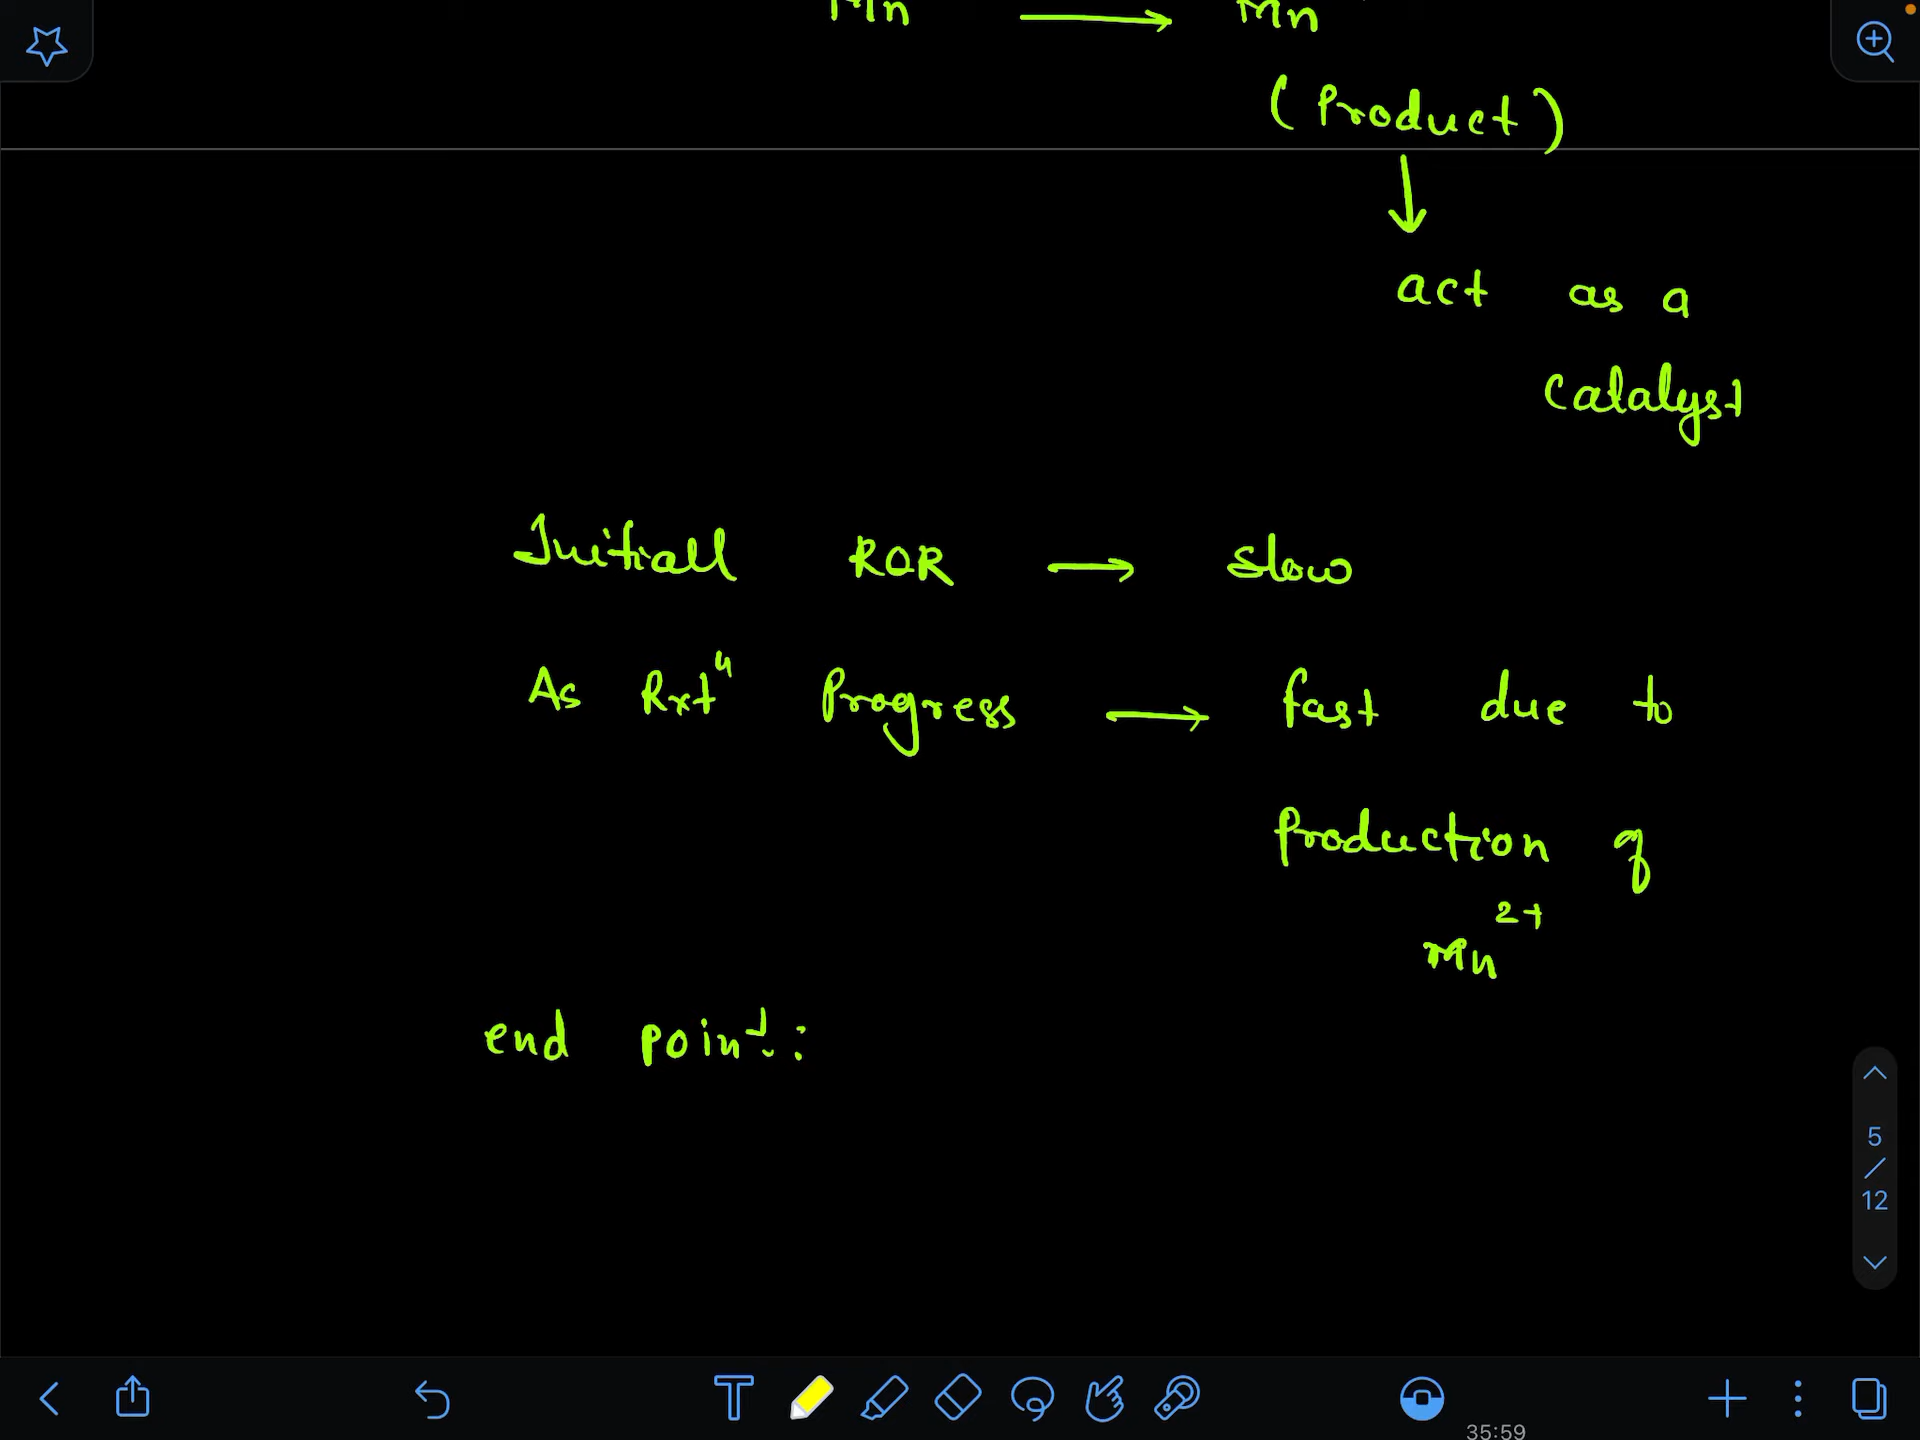 Mn → Mn
(Product)
↓
act as a
catalyst
Initiall ROR → slow
As Rxtⁿ Progress → fast due to
production of
Mn²⁺
end point:
5
/
12
T
35:59